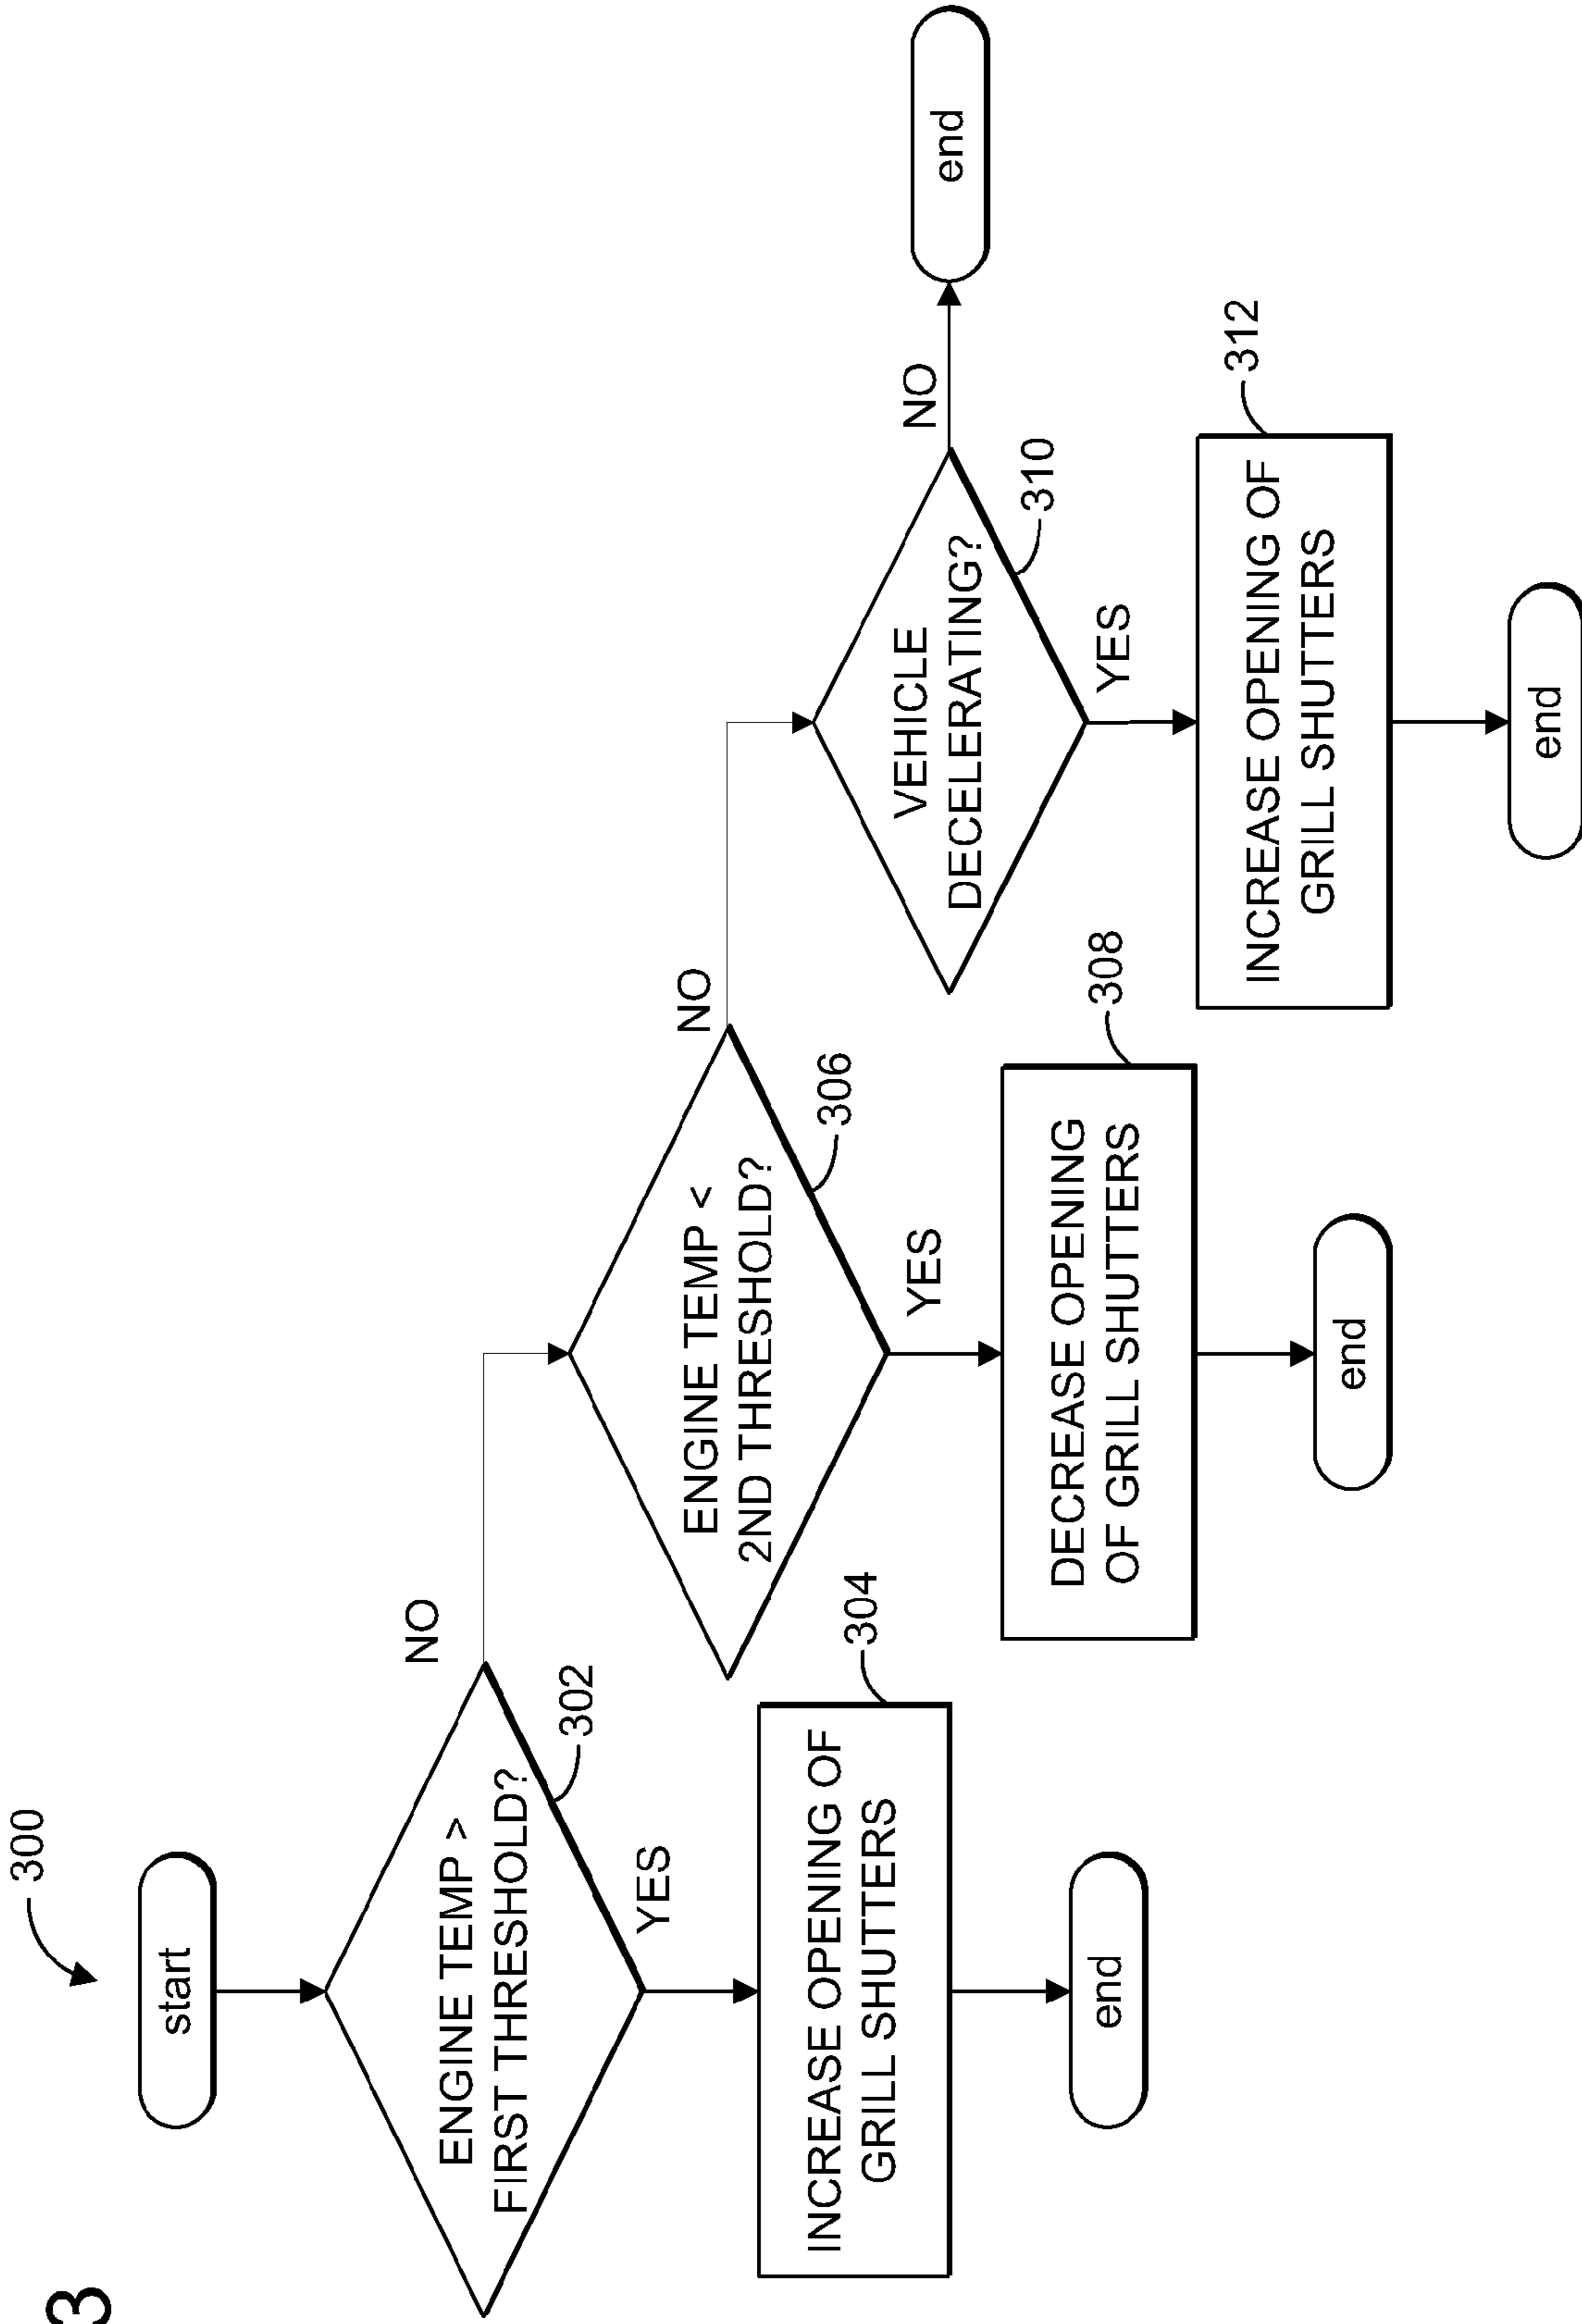 3
300
start
ENGINE TEMP >
FIRST THRESHOLD?
302
NO
YES
INCREASE OPENING OF
GRILL SHUTTERS
304
end
ENGINE TEMP <
2ND THRESHOLD?
306
NO
YES
DECREASE OPENING
OF GRILL SHUTTERS
308
end
VEHICLE
DECELERATING?
310
NO
end
YES
INCREASE OPENING OF
GRILL SHUTTERS
312
end